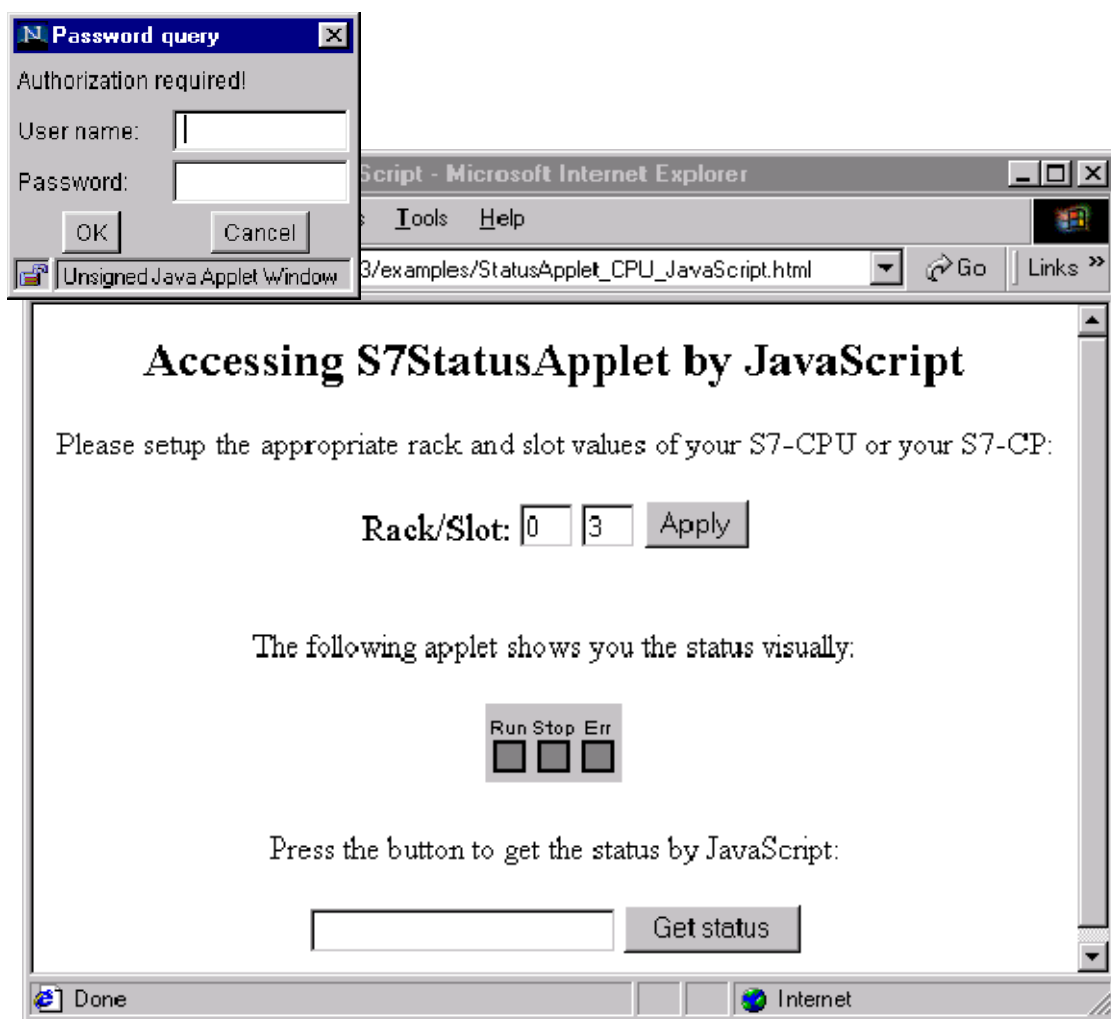 Password query
Authorization required!
User name:
Password:
OK Cancel
Unsigned Java Applet Window
Script - Microsoft Internet Explorer
Tools Help
3/examples/StatusApplet_CPU_JavaScript.html Go Links »
Accessing S7StatusApplet by JavaScript
Please setup the appropriate rack and slot values of your S7-CPU or your S7-CP:
Rack/Slot: 0 3 Apply
The following applet shows you the status visually:
Run Stop Err
Press the button to get the status by JavaScript:
Get status
Done Internet